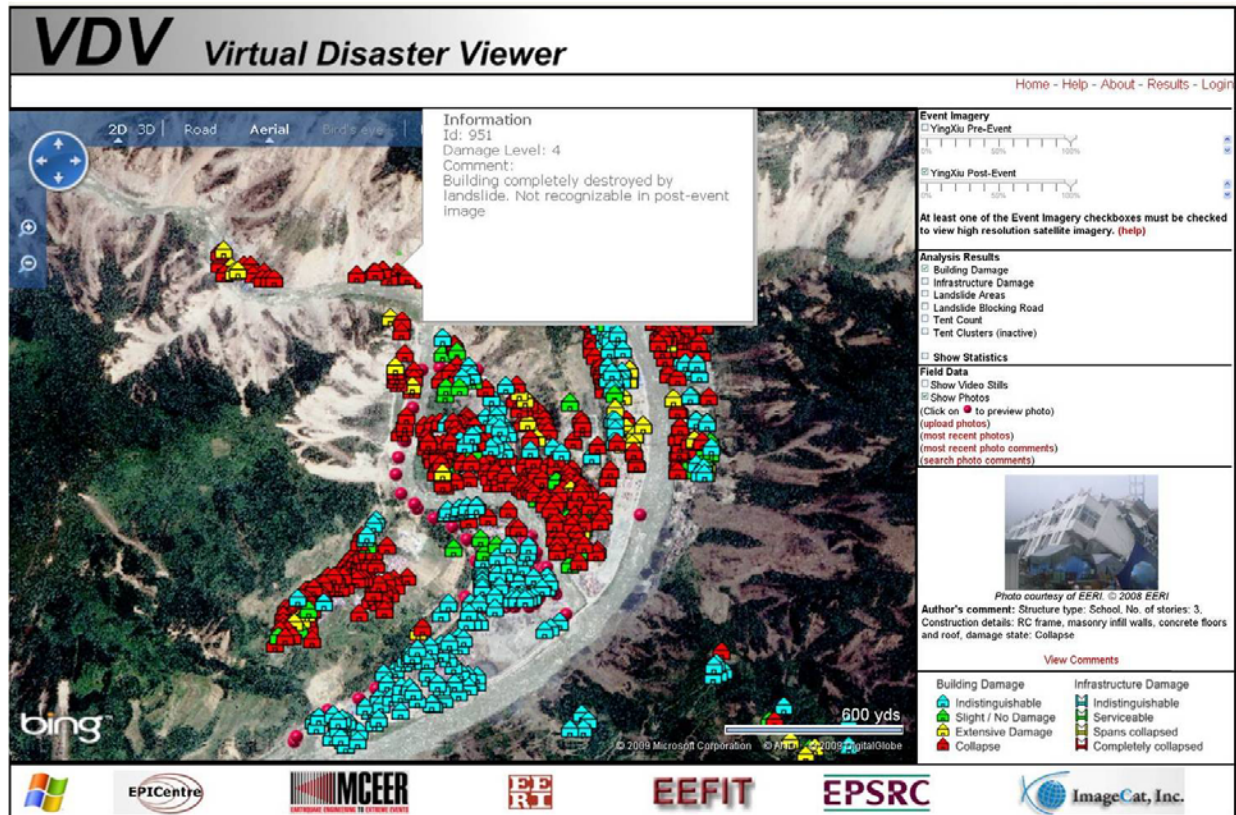 VDV Virtual Disaster Viewer
Home - Help - About - Results - Login
2D 3D | Road Aerial Bird's eye
Information
Id: 951
Damage Level: 4
Comment:
Building completely destroyed by
landslide. Not recognizable in post-event
image
Event Imagery
YingXiu Pre-Event
0% 50% 100%
YingXiu Post-Event
0% 50% 100%
At least one of the Event Imagery checkboxes must be checked
to view high resolution satellite imagery. (help)
Analysis Results
Building Damage
Infrastructure Damage
Landslide Areas
Landslide Blocking Road
Tent Count
Tent Clusters (inactive)
Show Statistics
Field Data
Show Video Stills
Show Photos
(Click on to preview photo)
(upload photos)
(most recent photos)
(most recent photo comments)
(search photo comments)
Photo courtesy of EERI. © 2008 EERI
Author's comment: Structure type: School, No. of stories: 3,
Construction details: RC frame, masonry infill walls, concrete floors
and roof, damage state: Collapse
View Comments
Building Damage
Indistinguishable
Slight / No Damage
Extensive Damage
Collapse
Infrastructure Damage
Indistinguishable
Serviceable
Spans collapsed
Completely collapsed
bing
600 yds
© 2009 Microsoft Corporation © AND © 2009 DigitalGlobe
EPICentre
MCEER
EARTHQUAKE ENGINEERING TO EXTREME EVENTS
EERI
EEFIT
EPSRC
ImageCat, Inc.